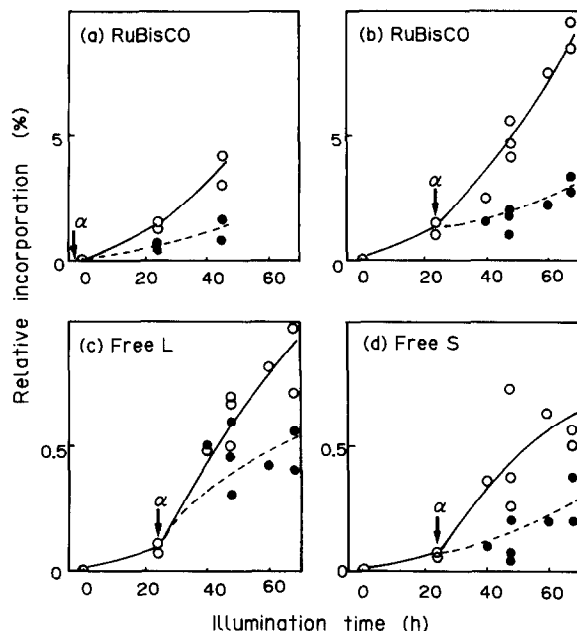 (a) RuBisCO
(b) RuBisCO
5
5
α
α
0
0
0 20 40 60
0 20 40 60
(c) Free L
(d) Free S
0.5
0.5
α
α
0
0
0 20 40 60
0 20 40 60
Relative incorporation (%)
Illumination time (h)